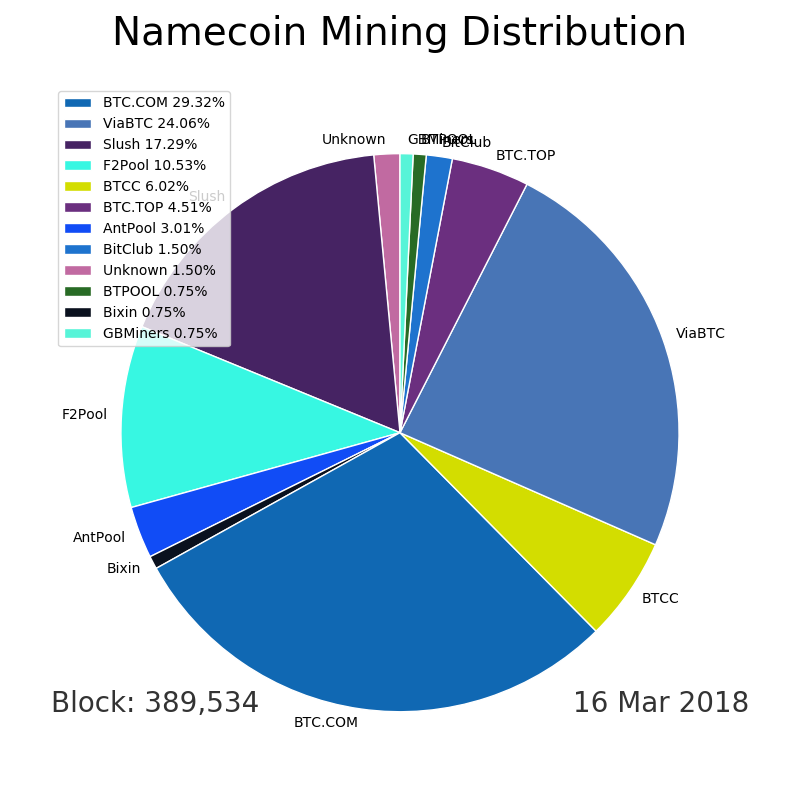 Namecoin Mining Distribution
BTC.COM 29.32%
ViaBTC 24.06%
Slush 17.29%
F2Pool 10.53%
BTCC 6.02%
BTC.TOP 4.51%
AntPool 3.01%
BitClub 1.50%
Unknown 1.50%
BTPOOL 0.75%
Bixin 0.75%
GBMiners 0.75%
Unknown
GBMiners
BTPOOL
BitClub
BTC.TOP
Slush
ViaBTC
F2Pool
AntPool
Bixin
BTCC
BTC.COM
Block: 389,534
16 Mar 2018